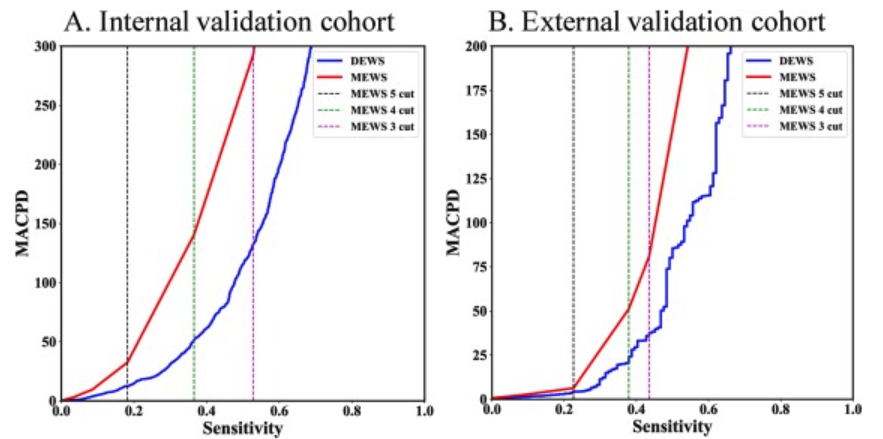 A. Internal validation cohort
300
250
200
150
100
50
0
0.0 0.2 0.4 0.6 0.8 1.0
MACPD
Sensitivity
DEWS
MEWS
MEWS 5 cut
MEWS 4 cut
MEWS 3 cut
B. External validation cohort
200
175
150
125
100
75
50
25
0
0.0 0.2 0.4 0.6 0.8 1.0
MACPD
Sensitivity
DEWS
MEWS
MEWS 5 cut
MEWS 4 cut
MEWS 3 cut